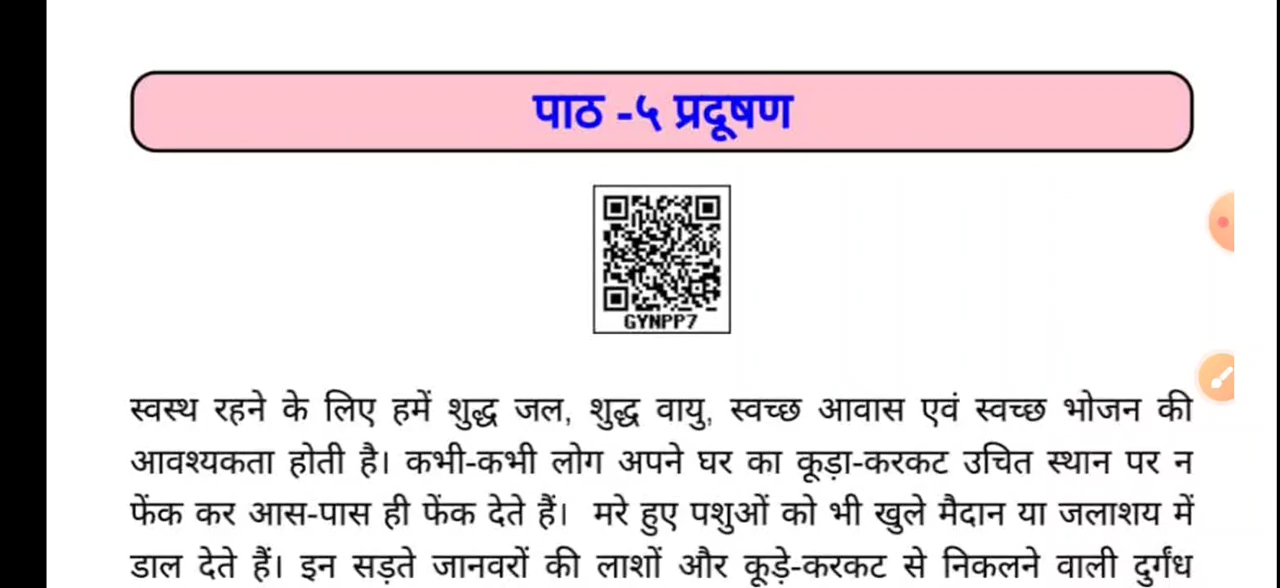 पाठ -५ प्रदूषण
GYNPP7
स्वस्थ रहने के लिए हमें शुद्ध जल, शुद्ध वायु, स्वच्छ आवास एवं स्वच्छ भोजन की
आवश्यकता होती है। कभी-कभी लोग अपने घर का कूड़ा-करकट उचित स्थान पर न
फेंक कर आस-पास ही फेंक देते हैं। मरे हुए पशुओं को भी खुले मैदान या जलाशय में
डाल देते हैं। इन सड़ते जानवरों की लाशों और कूड़े-करकट से निकलने वाली दुर्गंध